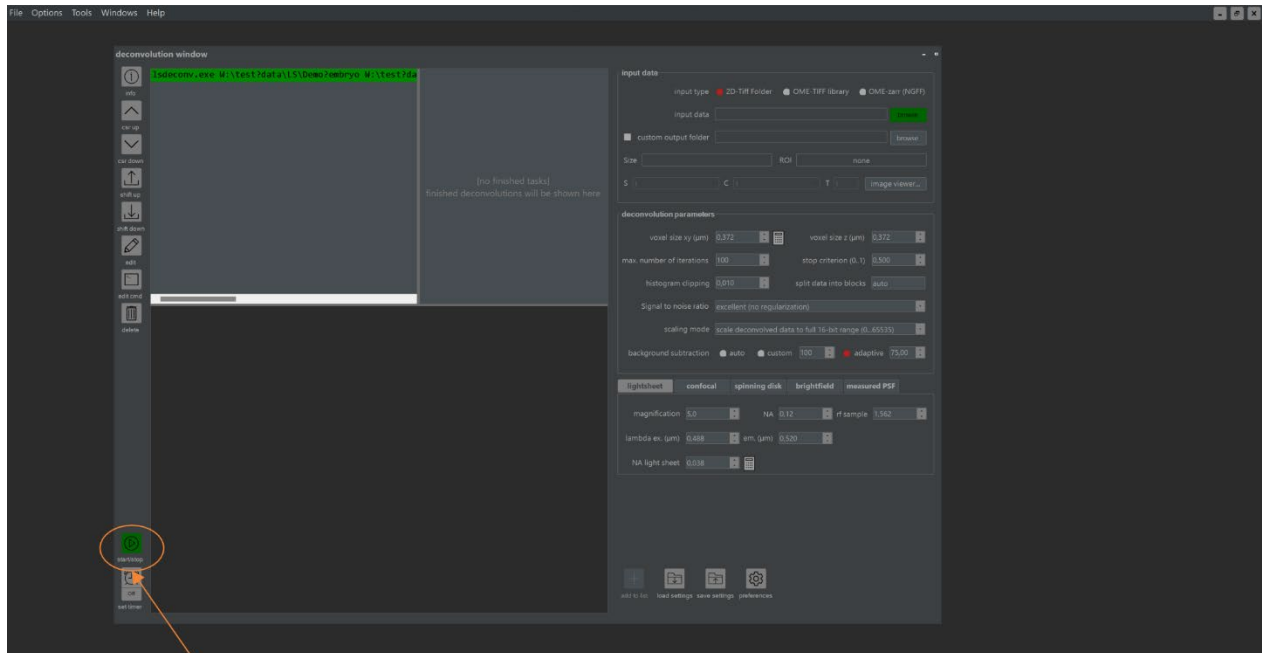 File Options Tools Windows Help
deconvolution window
info
csr up
csr down
shift up
shift down
edit
edit cmd
delete
start/stop
Off
set timer
lsdeconv.exe W:\test?data\LS\Demo?embryo W:\test?da
[no finished tasks]
finished deconvolutions will be shown here
input data
input type 2D-Tiff Folder OME-TIFF library OME-zarr (NGFF)
input data browse
custom output folder browse
Size ROI none
S C T image viewer...
deconvolution parameters
voxel size xy (µm) 0,372 voxel size z (µm) 0,372
max. number of iterations 100 stop criterion (0..1) 0,500
histogram clipping 0,010 split data into blocks auto
Signal to noise ratio excellent (no regularization)
scaling mode scale deconvolved data to full 16-bit range (0..65535)
background subtraction auto custom 100 adaptive 75,00
lightsheet confocal spinning disk brightfield measured PSF
magnification 5,0 NA 0,12 rf sample 1,562
lambda ex. (µm) 0,488 em. (µm) 0,520
NA light sheet 0,038
add to list load settings save settings preferences